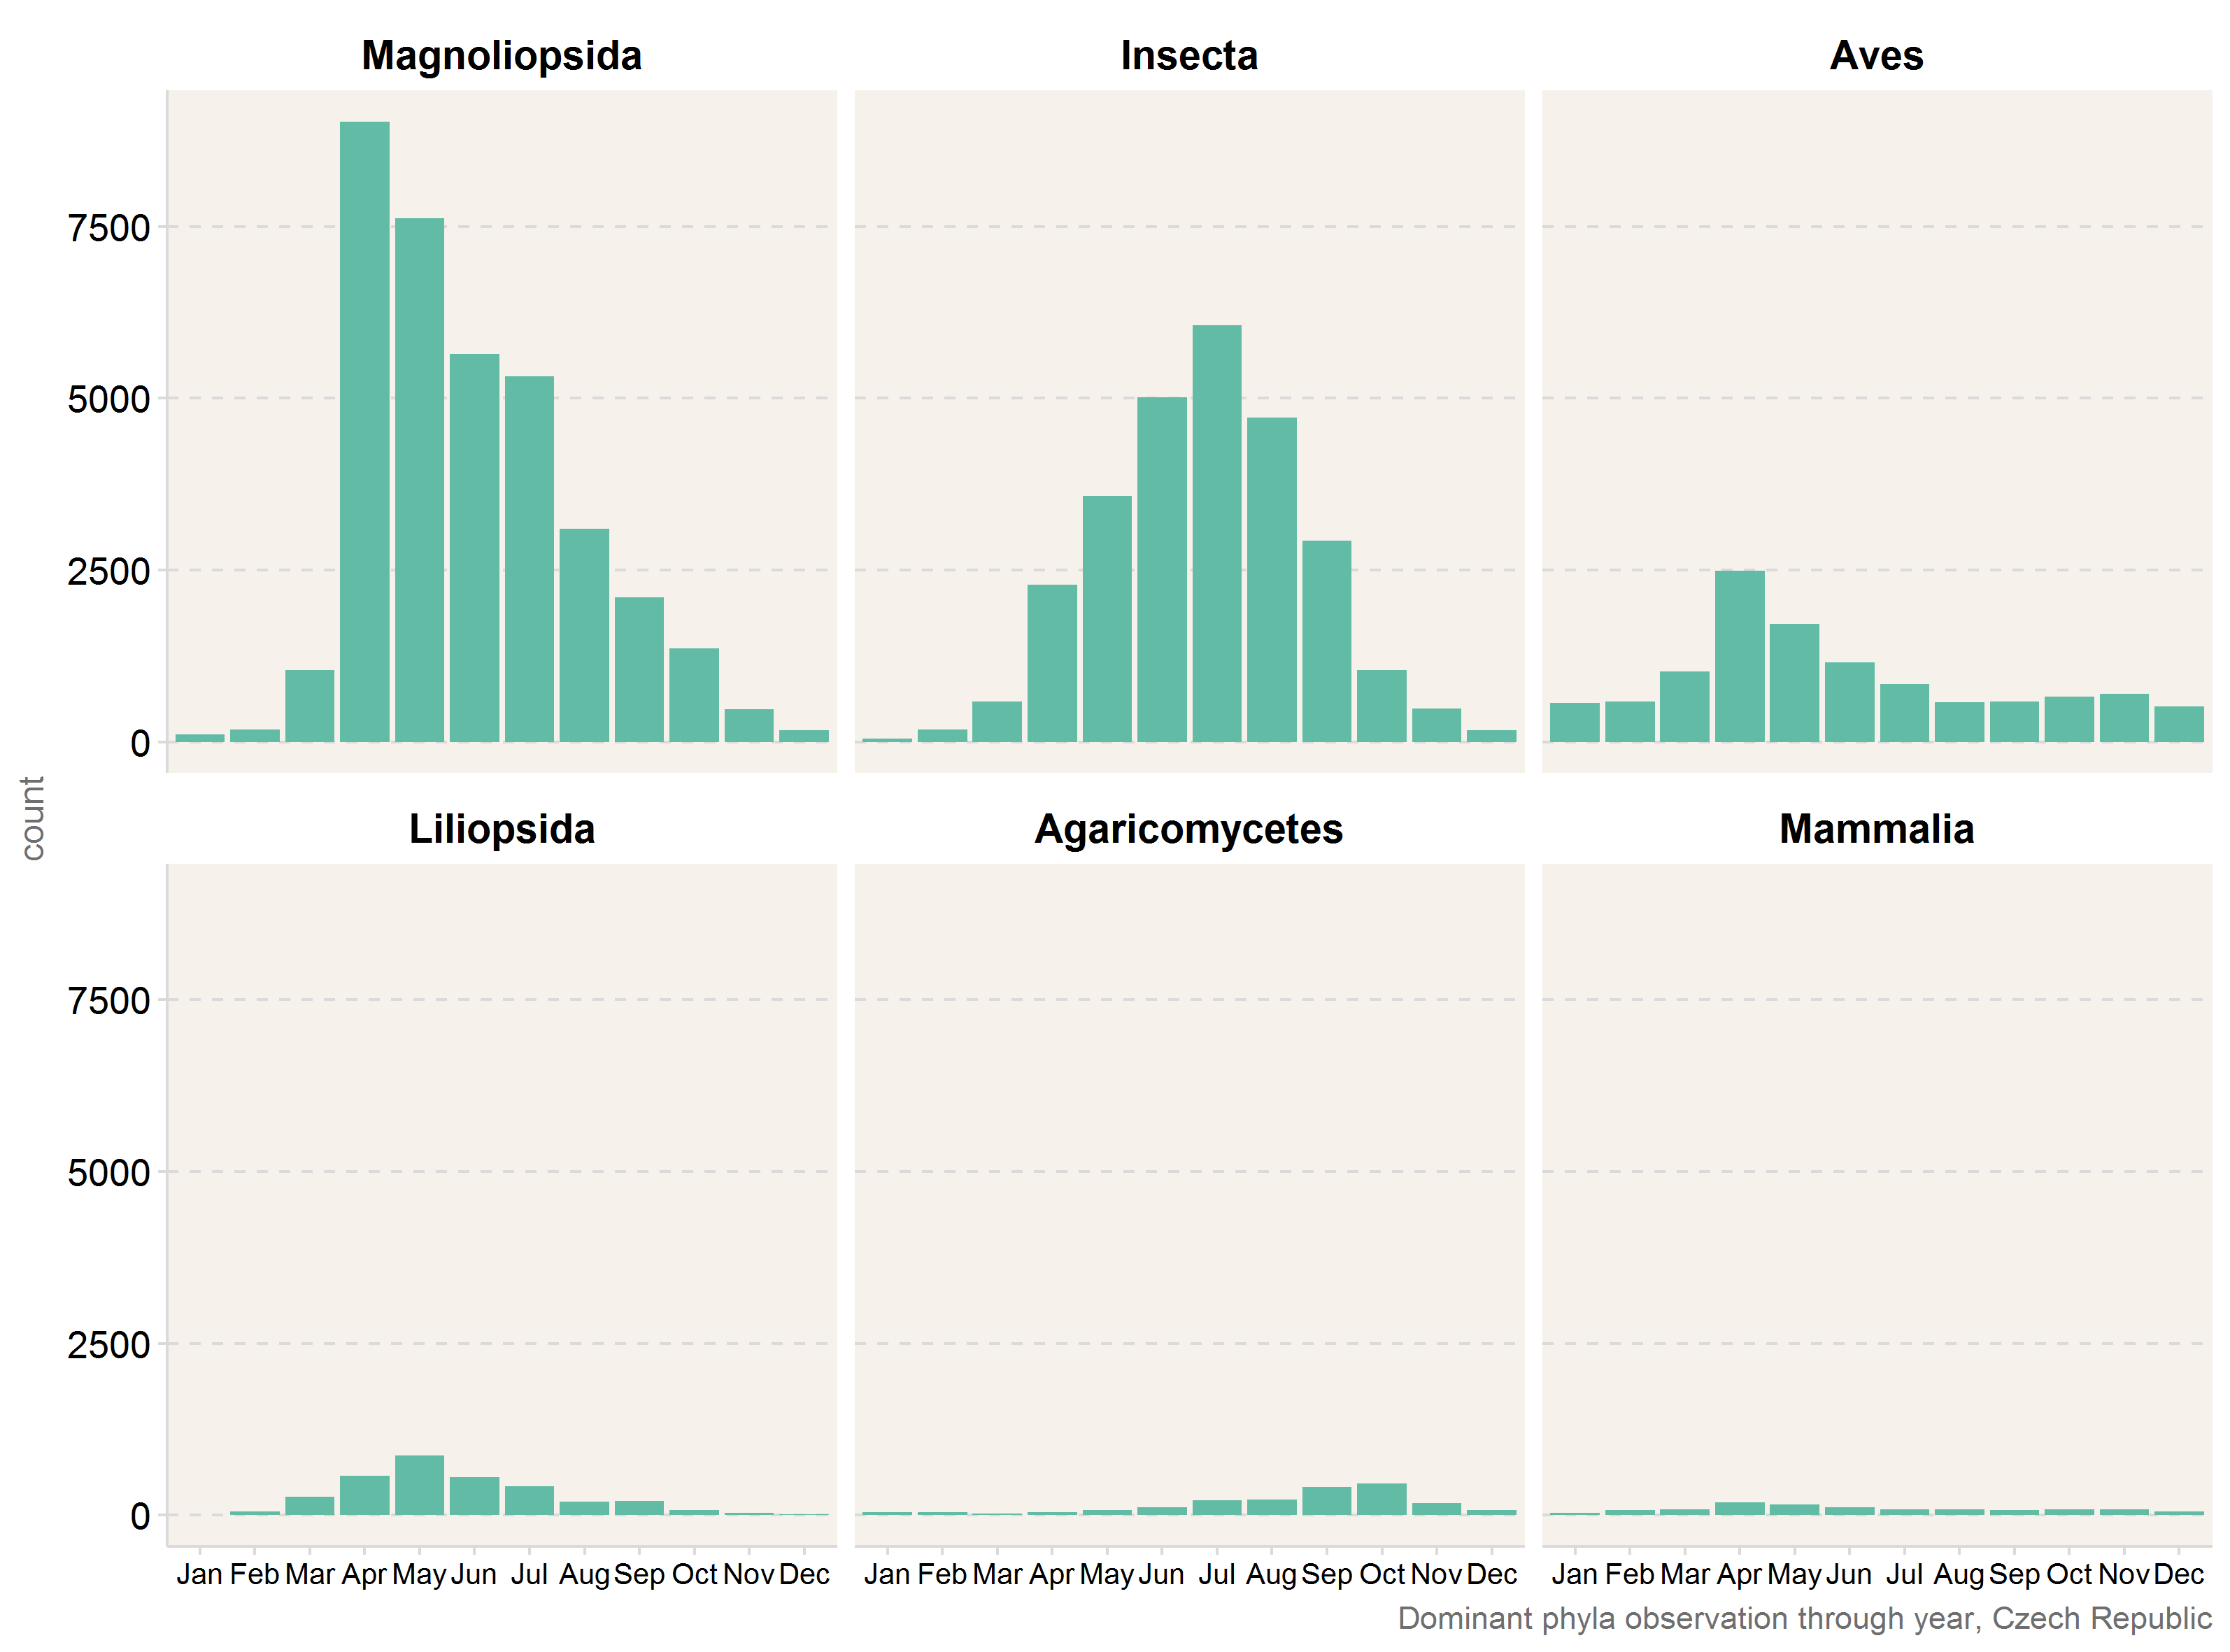 Magnoliopsida Insecta Aves
7500
5000
2500
0
count
Liliopsida Agaricomycetes Mammalia
7500
5000
2500
0
Jan Feb Mar Apr May Jun Jul Aug Sep Oct Nov Dec Jan Feb Mar Apr May Jun Jul Aug Sep Oct Nov Dec Jan Feb Mar Apr May Jun Jul Aug Sep Oct Nov Dec
Dominant phyla observation through year, Czech Republic